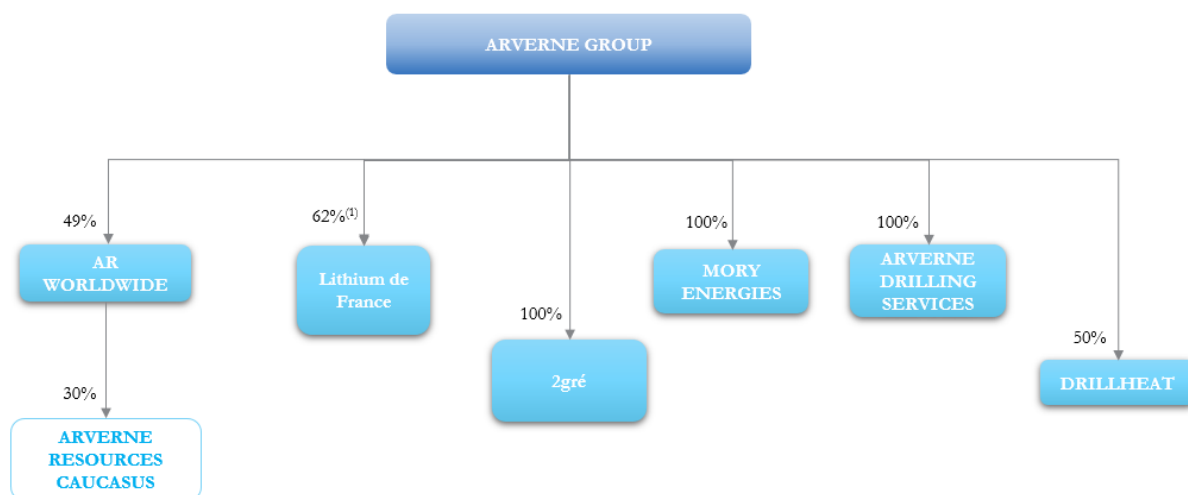 ARVERNE GROUP
49%
AR
WORLDWIDE
62%(1)
Lithium de
France
100%
2gré
100%
MORY
ENERGIES
100%
ARVERNE
DRILLING
SERVICES
50%
DRILLHEAT
30%
ARVERNE
RESOURCES
CAUCASUS